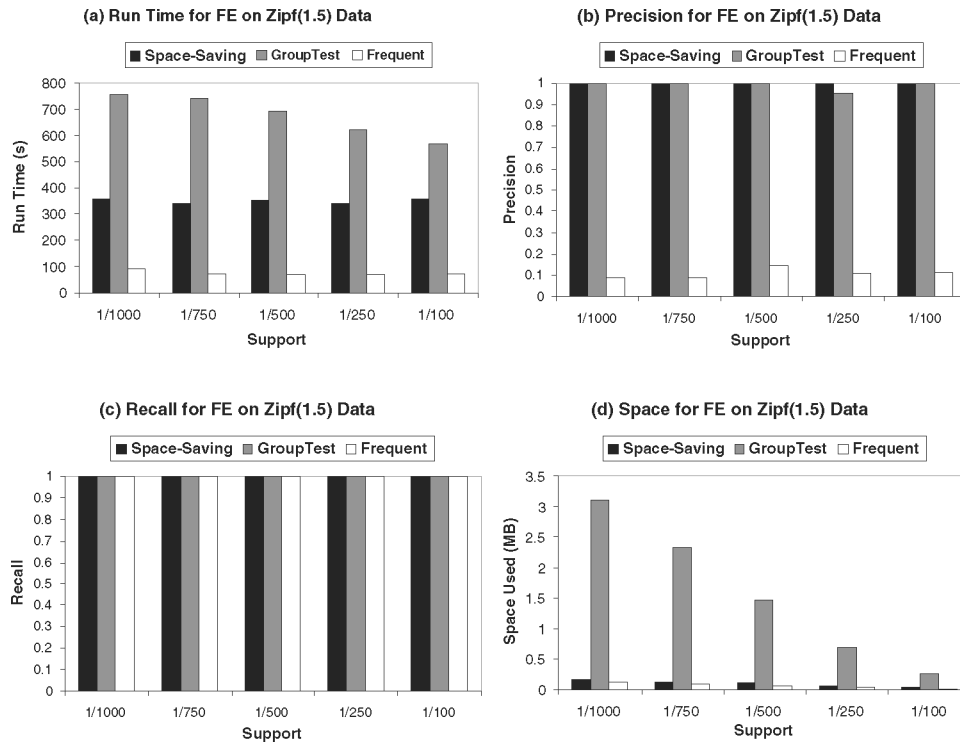 (a) Run Time for FE on Zipf(1.5) Data
Space-Saving GroupTest Frequent
800
700
600
500
400
300
200
100
0
Run Time (s)
1/1000 1/750 1/500 1/250 1/100
Support
(b) Precision for FE on Zipf(1.5) Data
Space-Saving GroupTest Frequent
1
0.9
0.8
0.7
0.6
0.5
0.4
0.3
0.2
0.1
0
Precision
1/1000 1/750 1/500 1/250 1/100
Support
(c) Recall for FE on Zipf(1.5) Data
Space-Saving GroupTest Frequent
1
0.9
0.8
0.7
0.6
0.5
0.4
0.3
0.2
0.1
0
Recall
1/1000 1/750 1/500 1/250 1/100
Support
(d) Space for FE on Zipf(1.5) Data
Space-Saving GroupTest Frequent
3.5
3
2.5
2
1.5
1
0.5
0
Space Used (MB)
1/1000 1/750 1/500 1/250 1/100
Support